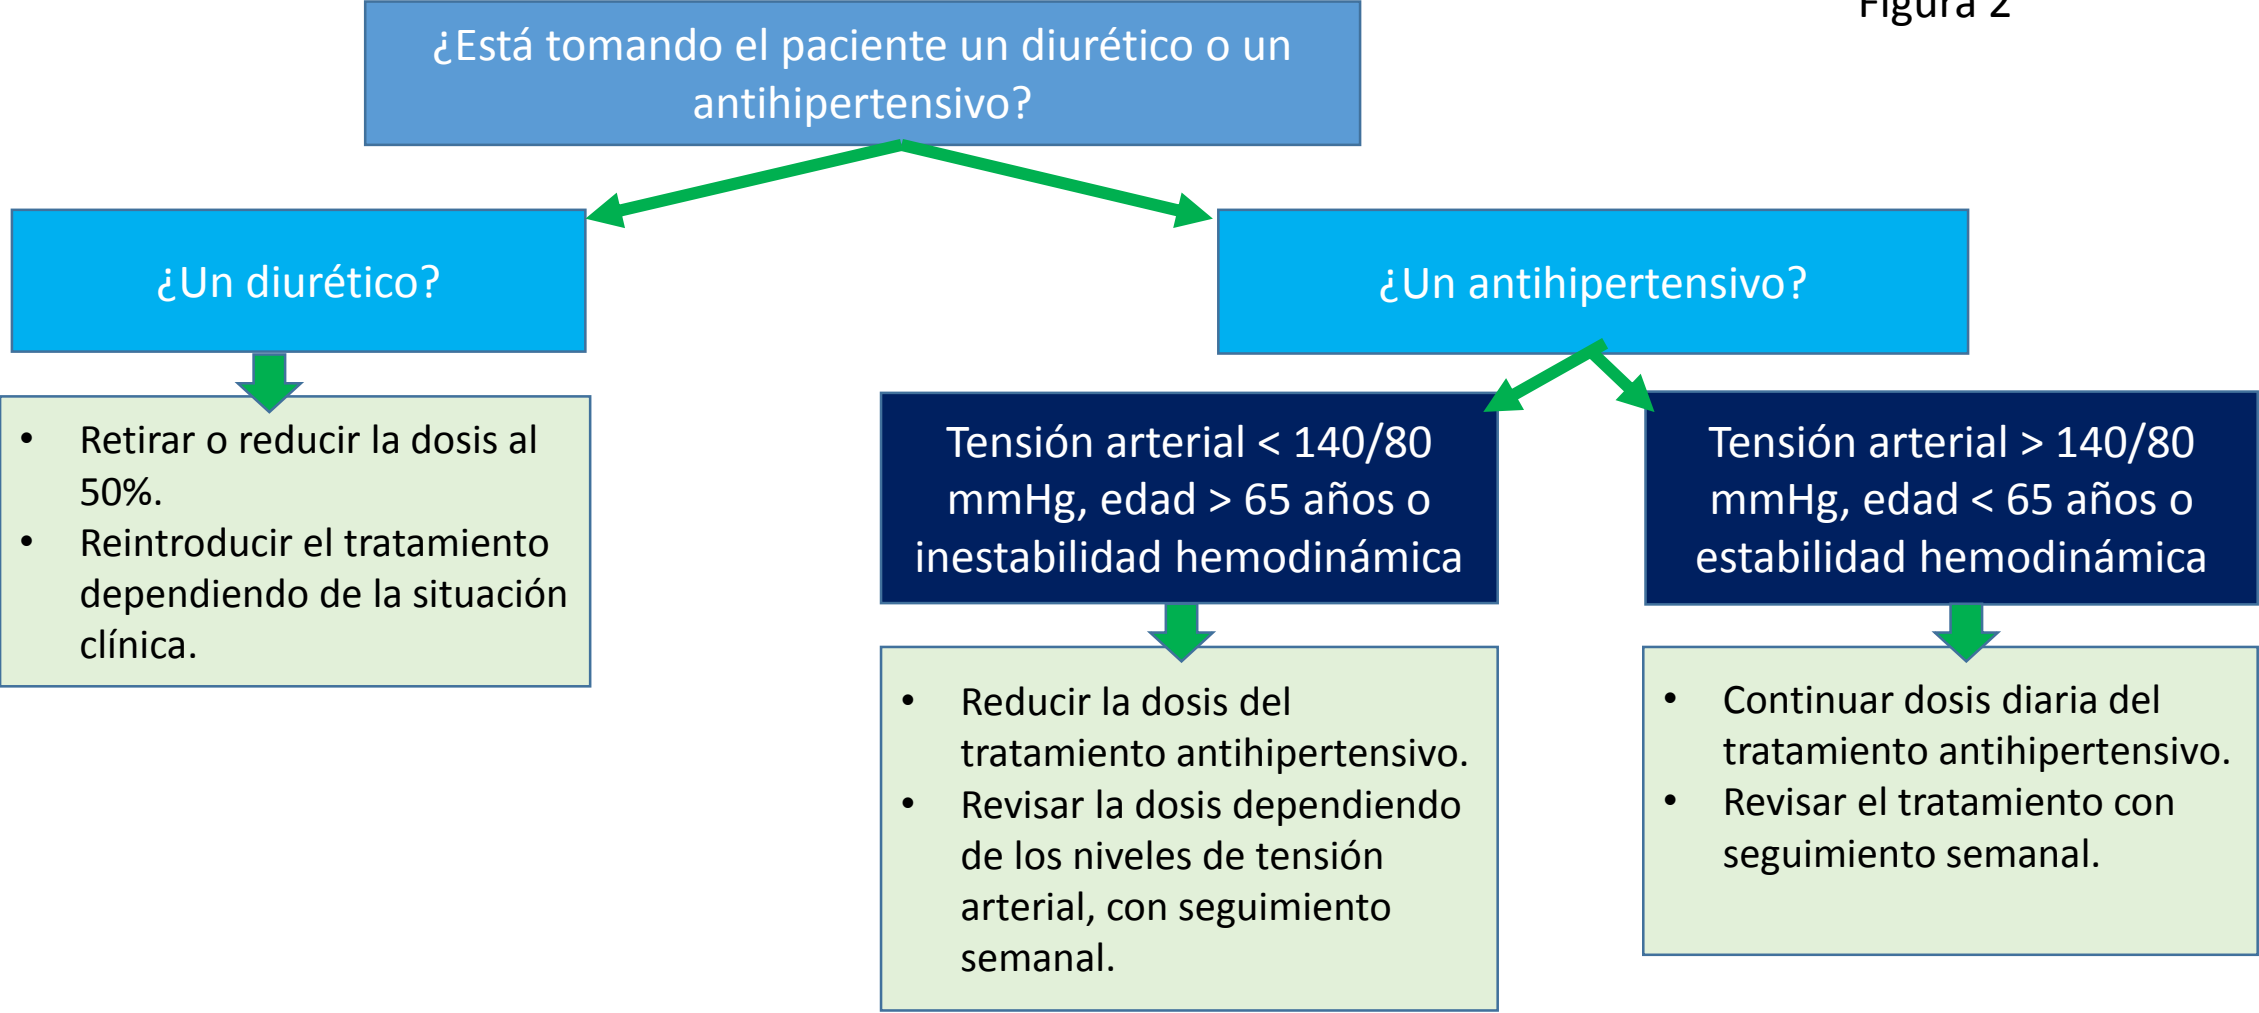 Figura 2
¿Está tomando el paciente un diurético o un
antihipertensivo?
¿Un diurético?
¿Un antihipertensivo?
• Retirar o reducir la dosis al
50%.
• Reintroducir el tratamiento
dependiendo de la situación
clínica.
Tensión arterial < 140/80
mmHg, edad > 65 años o
inestabilidad hemodinámica
Tensión arterial > 140/80
mmHg, edad < 65 años o
estabilidad hemodinámica
• Reducir la dosis del
tratamiento antihipertensivo.
• Revisar la dosis dependiendo
de los niveles de tensión
arterial, con seguimiento
semanal.
• Continuar dosis diaria del
tratamiento antihipertensivo.
• Revisar el tratamiento con
seguimiento semanal.